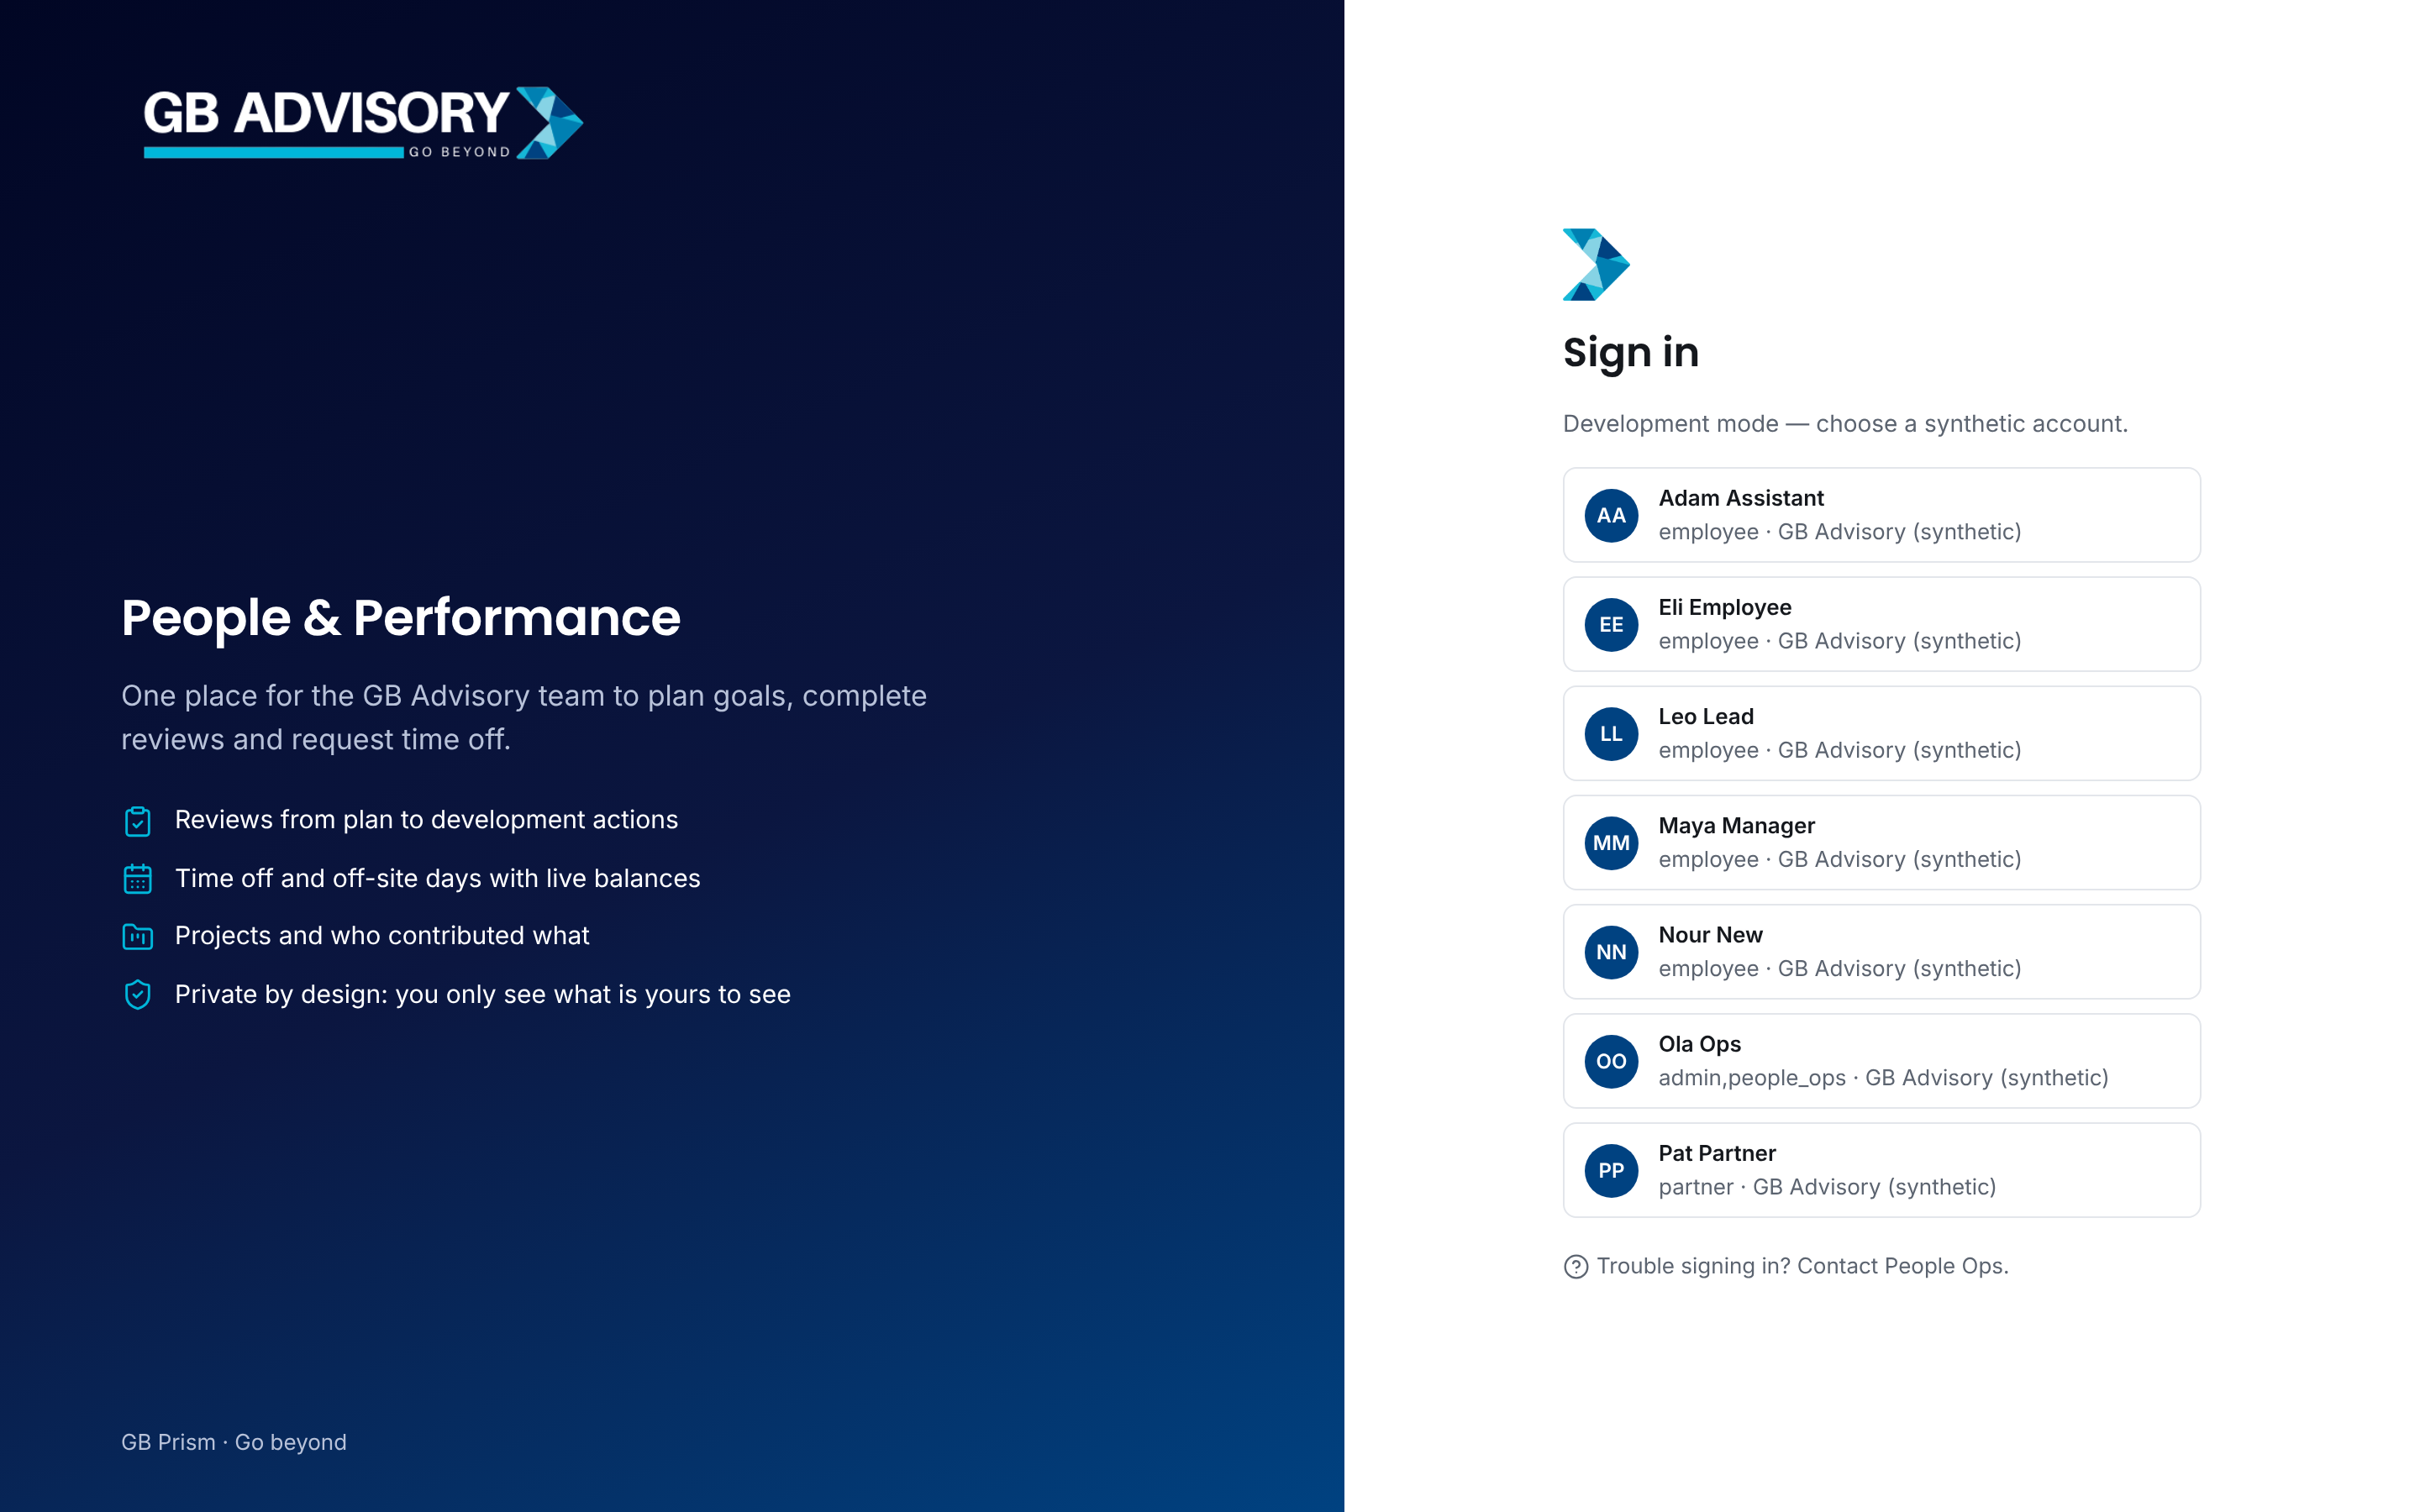 GB ADVISORY
GO BEYOND
People & Performance
One place for the GB Advisory team to plan goals, complete
reviews and request time off.
Reviews from plan to development actions
Time off and off-site days with live balances
Projects and who contributed what
Private by design: you only see what is yours to see
GB Prism · Go beyond
Sign in
Development mode — choose a synthetic account.
AA
Adam Assistant
employee · GB Advisory (synthetic)
EE
Eli Employee
employee · GB Advisory (synthetic)
LL
Leo Lead
employee · GB Advisory (synthetic)
MM
Maya Manager
employee · GB Advisory (synthetic)
NN
Nour New
employee · GB Advisory (synthetic)
OO
Ola Ops
admin,people_ops · GB Advisory (synthetic)
PP
Pat Partner
partner · GB Advisory (synthetic)
Trouble signing in? Contact People Ops.